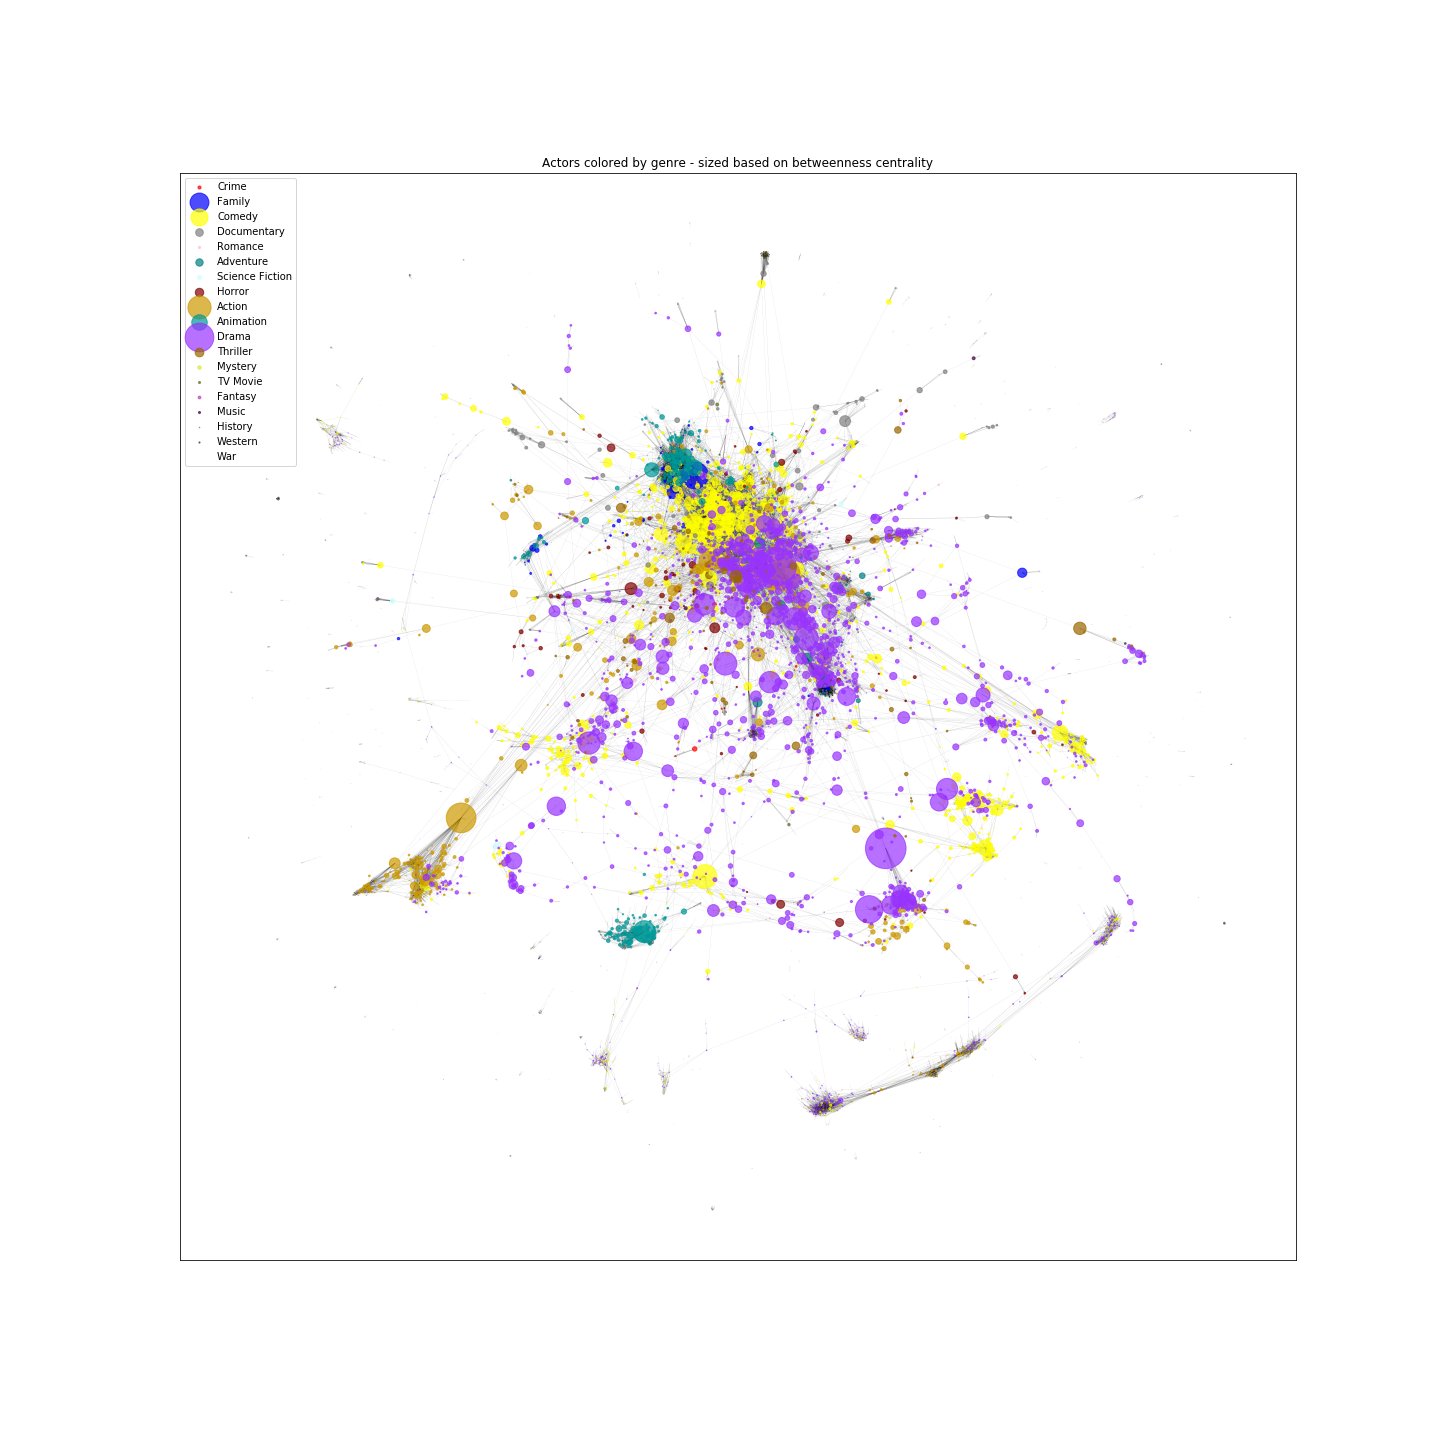 Actors colored by genre - sized based on betweenness centrality
Crime
Family
Comedy
Documentary
Romance
Adventure
Science Fiction
Horror
Action
Animation
Drama
Thriller
Mystery
TV Movie
Fantasy
Music
History
Western
War